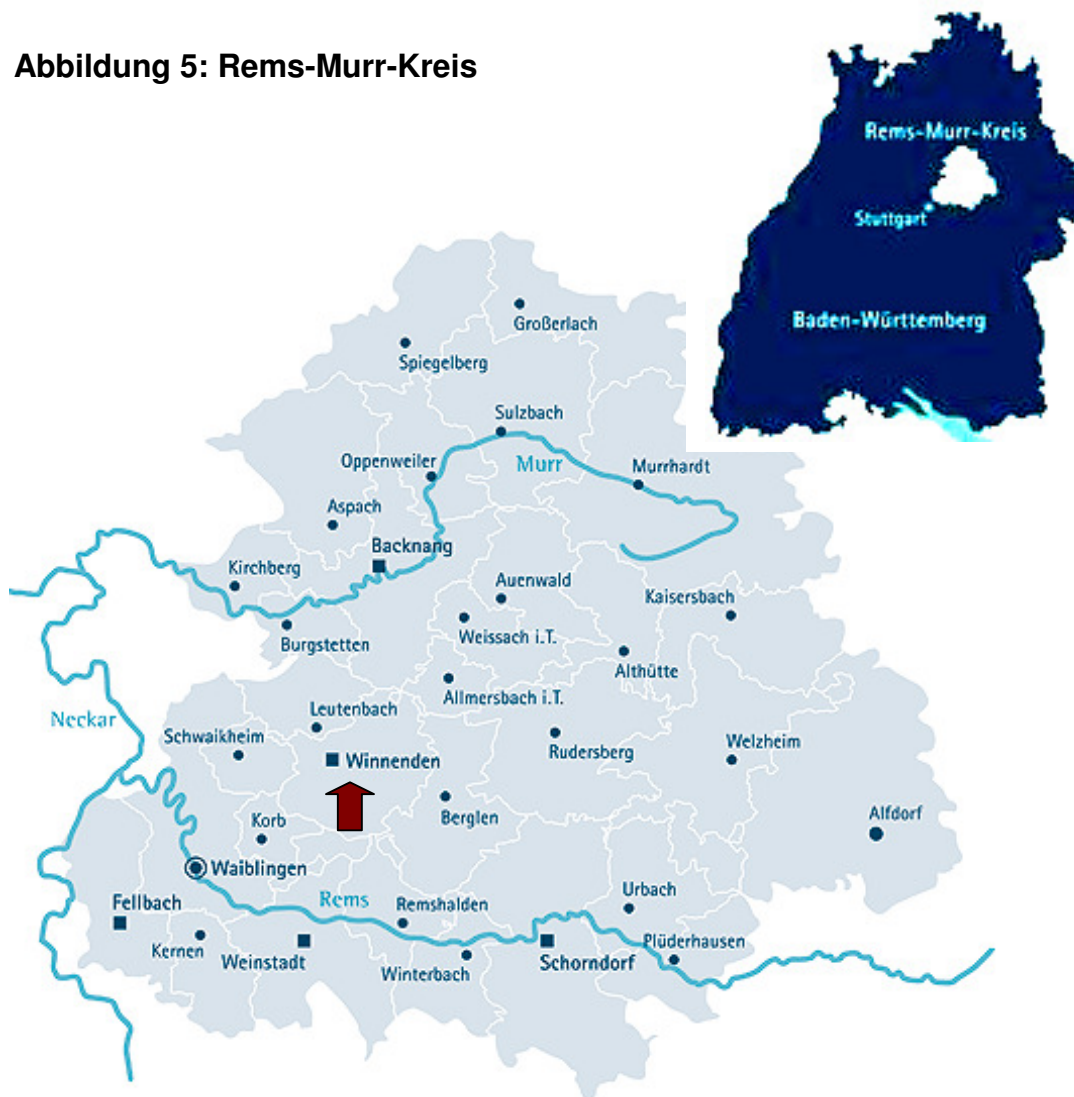 Abbildung 5: Rems-Murr-Kreis
Rems-Murr-Kreis
Stuttgart
Baden-Württemberg
Großerlach
Spiegelberg
Sulzbach
Oppenweiler
Murr
Murrhardt
Aspach
Backnang
Kirchberg
Auenwald
Kaisersbach
Burgstetten
Weissach i.T.
Althütte
Allmersbach i.T.
Leutenbach
Neckar
Schwaikheim
Rudersberg
Welzheim
Winnenden
Berglen
Korb
Alfdorf
Waiblingen
Urbach
Fellbach
Rems
Remshalden
Kernen
Weinstadt
Winterbach
Schorndorf
Plüderhausen